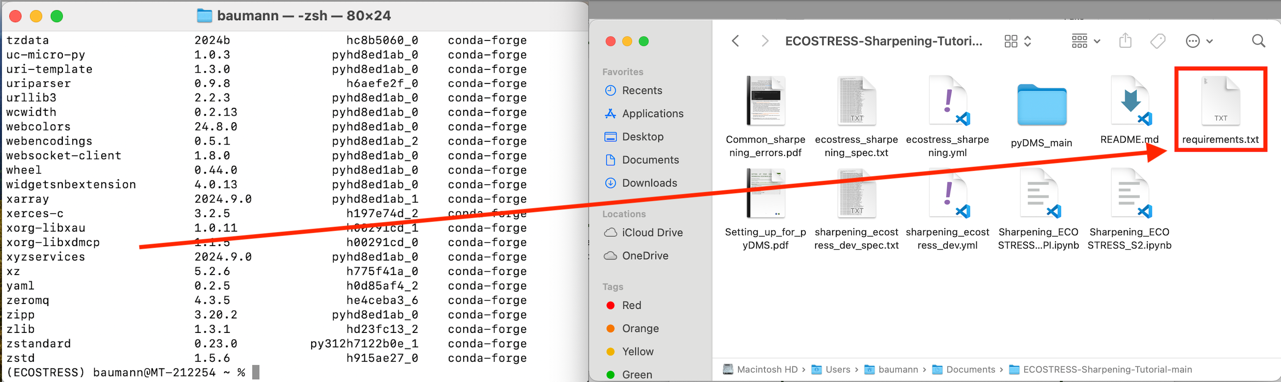 baumann — -zsh — 80×24
tzdata 2024b hc8b5060_0 conda-forge
uc-micro-py 1.0.3 pyhd8ed1ab_0 conda-forge
uri-template 1.3.0 pyhd8ed1ab_0 conda-forge
uriparser 0.9.8 h6aefe2f_0 conda-forge
urllib3 2.2.3 pyhd8ed1ab_0 conda-forge
wcwidth 0.2.13 pyhd8ed1ab_0 conda-forge
webcolors 24.8.0 pyhd8ed1ab_0 conda-forge
webencodings 0.5.1 pyhd8ed1ab_2 conda-forge
websocket-client 1.8.0 pyhd8ed1ab_0 conda-forge
wheel 0.44.0 pyhd8ed1ab_0 conda-forge
widgetsnbextension 4.0.13 pyhd8ed1ab_0 conda-forge
xarray 2024.9.0 pyhd8ed1ab_1 conda-forge
xerces-c 3.2.5 h197e74d_2 conda-forge
xorg-libxau 1.0.11 h00291cd_1 conda-forge
xorg-libxdmcp 1.1.5 h00291cd_0 conda-forge
xyzservices 2024.9.0 pyhd8ed1ab_0 conda-forge
xz 5.2.6 h775f41a_0 conda-forge
yaml 0.2.5 h0d85af4_2 conda-forge
zeromq 4.3.5 he4ceba3_6 conda-forge
zipp 3.20.2 pyhd8ed1ab_0 conda-forge
zlib 1.3.1 hd23fc13_2 conda-forge
zstandard 0.23.0 py312h7122b0e_1 conda-forge
zstd 1.5.6 h915ae27_0 conda-forge
(ECOSTRESS) baumann@MT-212254 ~ %
ECOSTRESS-Sharpening-Tutori...
Favorites
Recents
Applications
Desktop
Documents
Downloads
Locations
iCloud Drive
OneDrive
Tags
Red
Orange
Yellow
Green
TXT
TXT
Common_sharpening_errors.pdf
ecostress_sharpening_spec.txt
ecostress_sharpening.yml
pyDMS_main
README.md
requirements.txt
TXT
Setting_up_for_pyDMS.pdf
sharpening_ecostress_dev_spec.txt
sharpening_ecostress_dev.yml
Sharpening_ECOSTRESS...PI.ipynb
Sharpening_ECOSTRESS_S2.ipynb
Macintosh HD › Users › baumann › Documents › ECOSTRESS-Sharpening-Tutorial-main